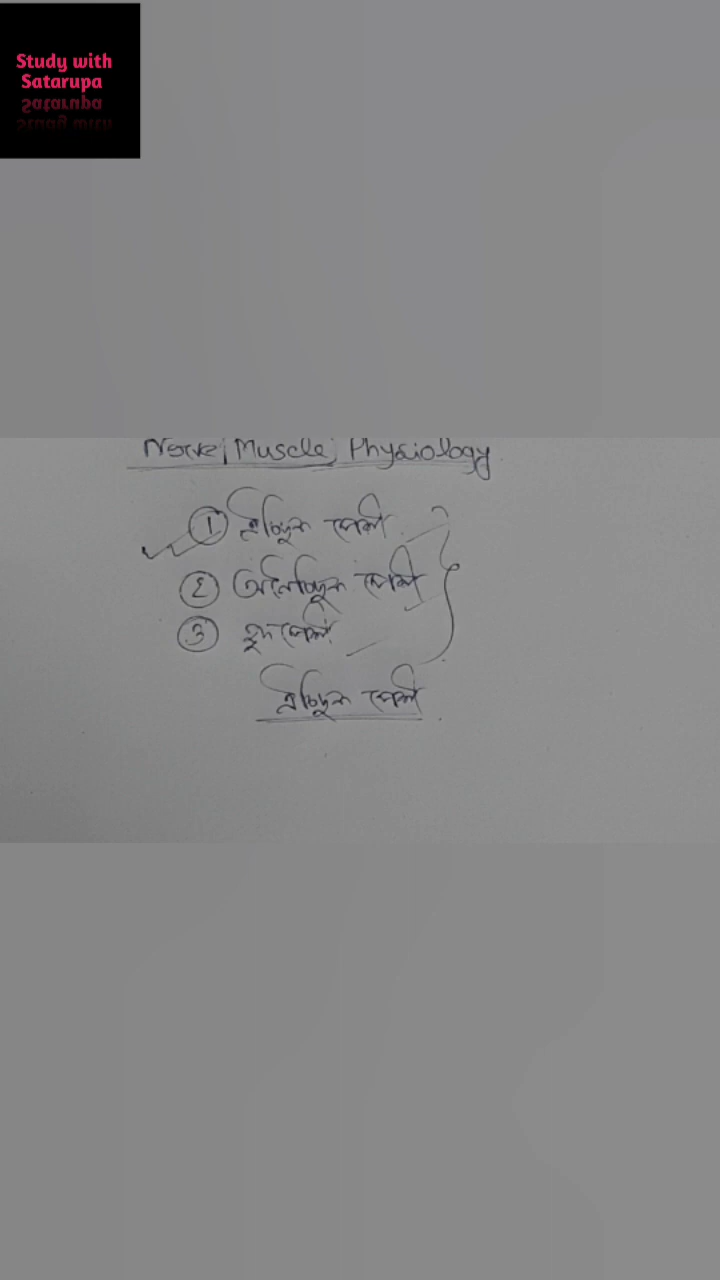 Study with
Satarupa
Nerve, Muscle, Physiology
① ঐচ্ছিক পেশী
② অনৈচ্ছিক পেশী
③ হৃদপেশী
ঐচ্ছিক পেশী